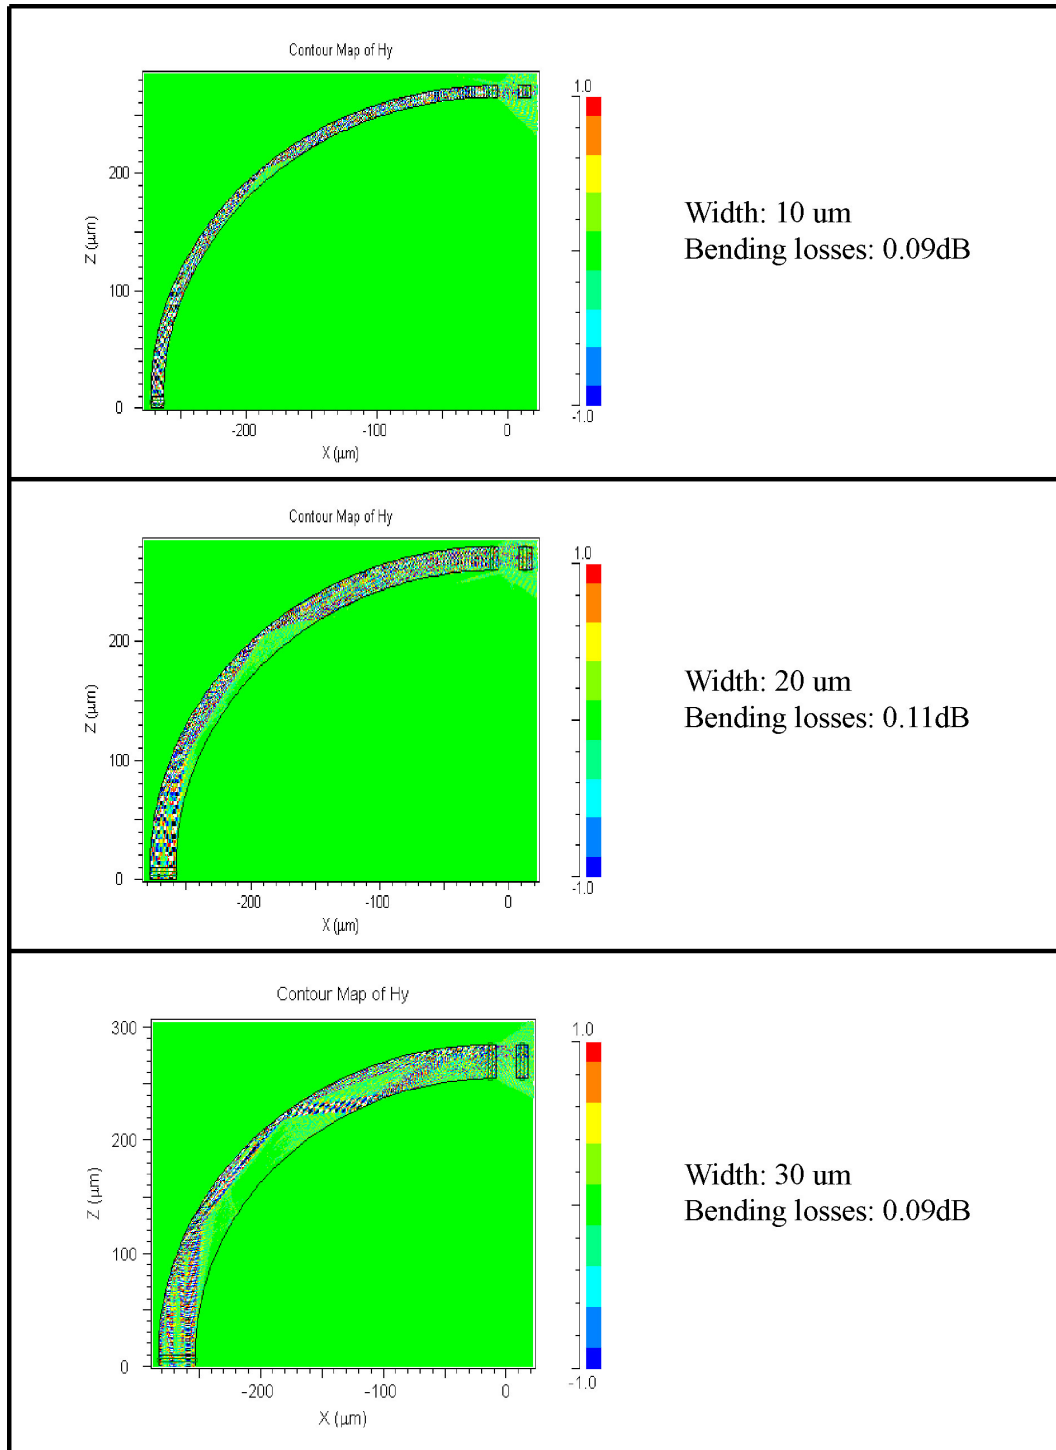 Contour Map of Hy
1.0
200
100
0
Z (μm)
-200
-100
0
X (μm)
-1.0
Width: 10 um
Bending losses: 0.09dB
Contour Map of Hy
1.0
200
100
0
Z (μm)
-200
-100
0
X (μm)
-1.0
Width: 20 um
Bending losses: 0.11dB
Contour Map of Hy
1.0
300
200
100
0
Z (μm)
-200
-100
0
X (μm)
-1.0
Width: 30 um
Bending losses: 0.09dB